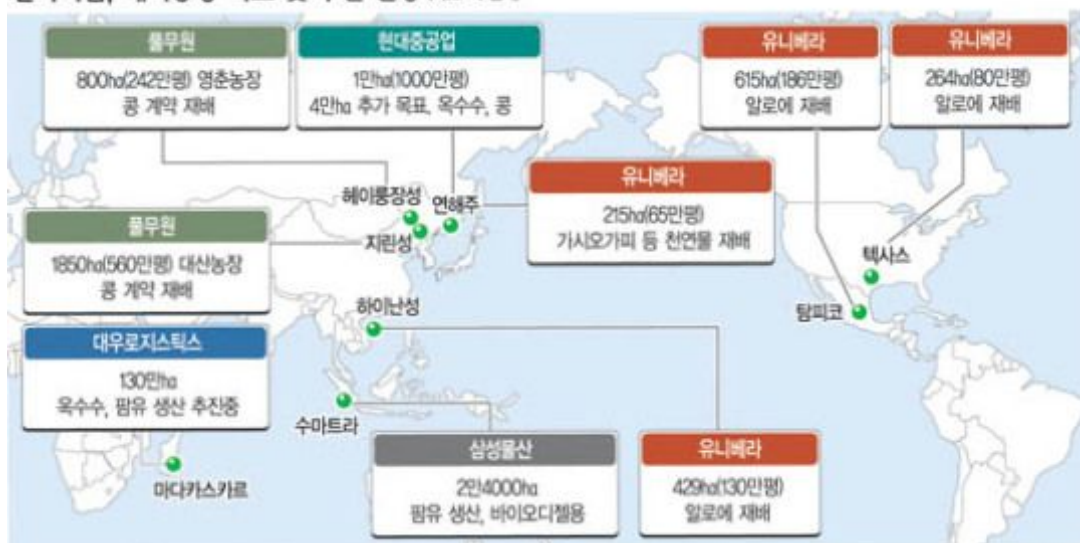 풀무원
800ha(242만평) 영춘농장
콩 계약 재배
현대중공업
1만ha(1000만평)
4만ha 추가 목표, 옥수수, 콩
유니베라
615ha(186만평)
알로에 재배
유니베라
264ha(80만평)
알로에 재배
유니베라
215ha(65만평)
가시오가피 등 천연물 재배
헤이룽장성
연해주
지린성
풀무원
1850ha(560만평) 대산농장
콩 계약 재배
텍사스
탐피코
하이난성
대우로지스틱스
130만ha
옥수수, 팜유 생산 추진중
수마트라
마다카스카르
삼성물산
2만4000ha
팜유 생산, 바이오디젤용
유니베라
429ha(130만평)
알로에 재배